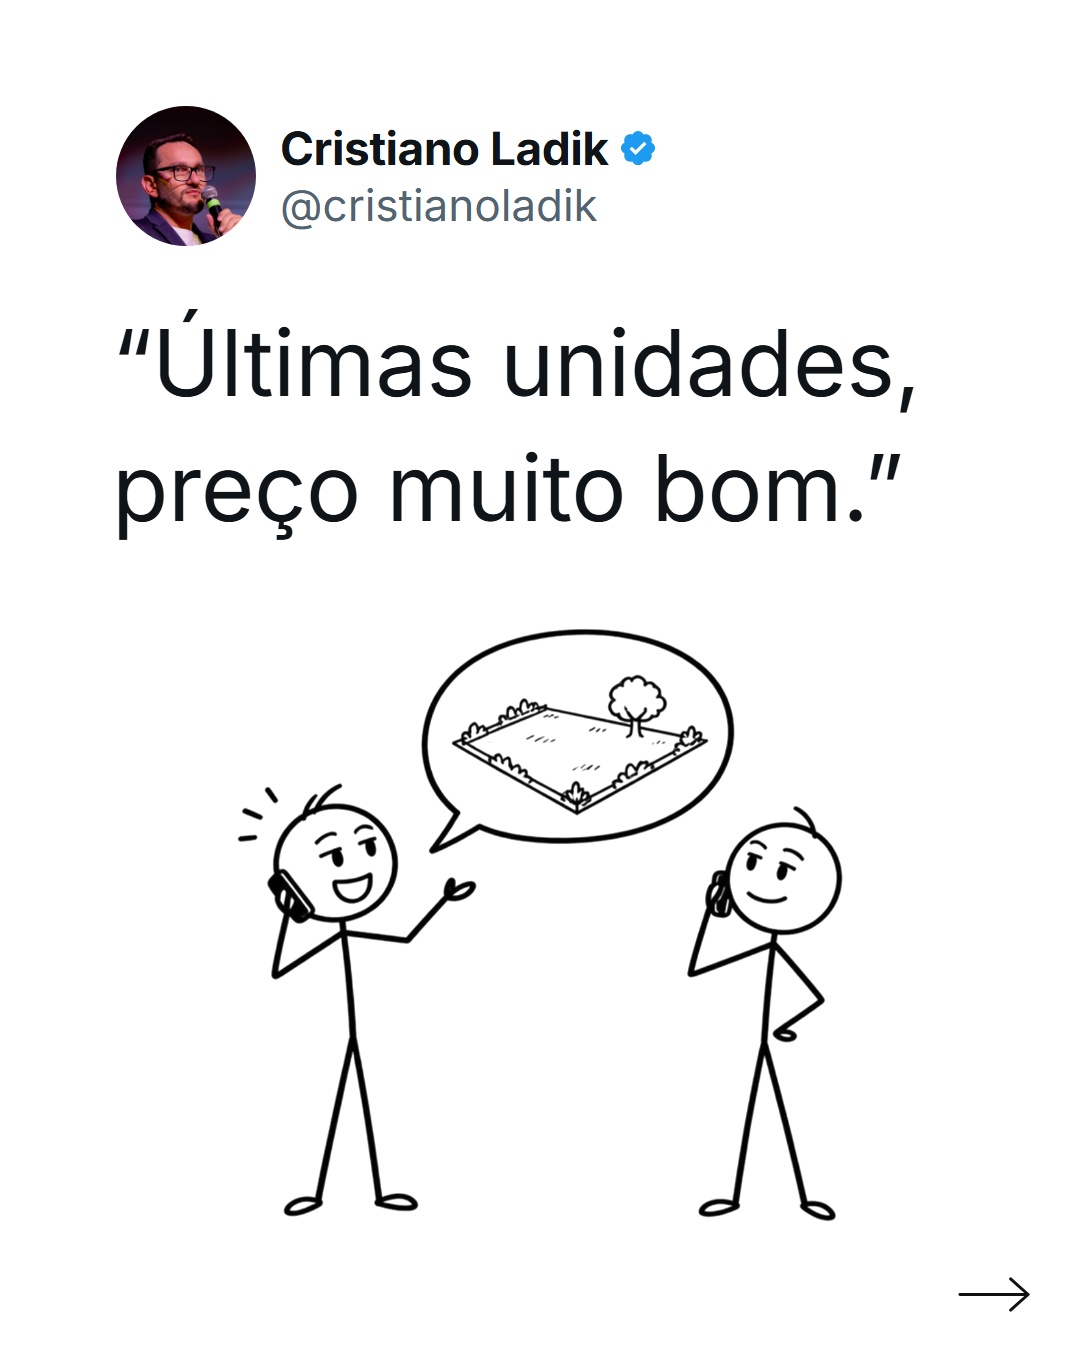 Cristiano Ladik
@cristianoladik
“Últimas unidades,
preço muito bom.”